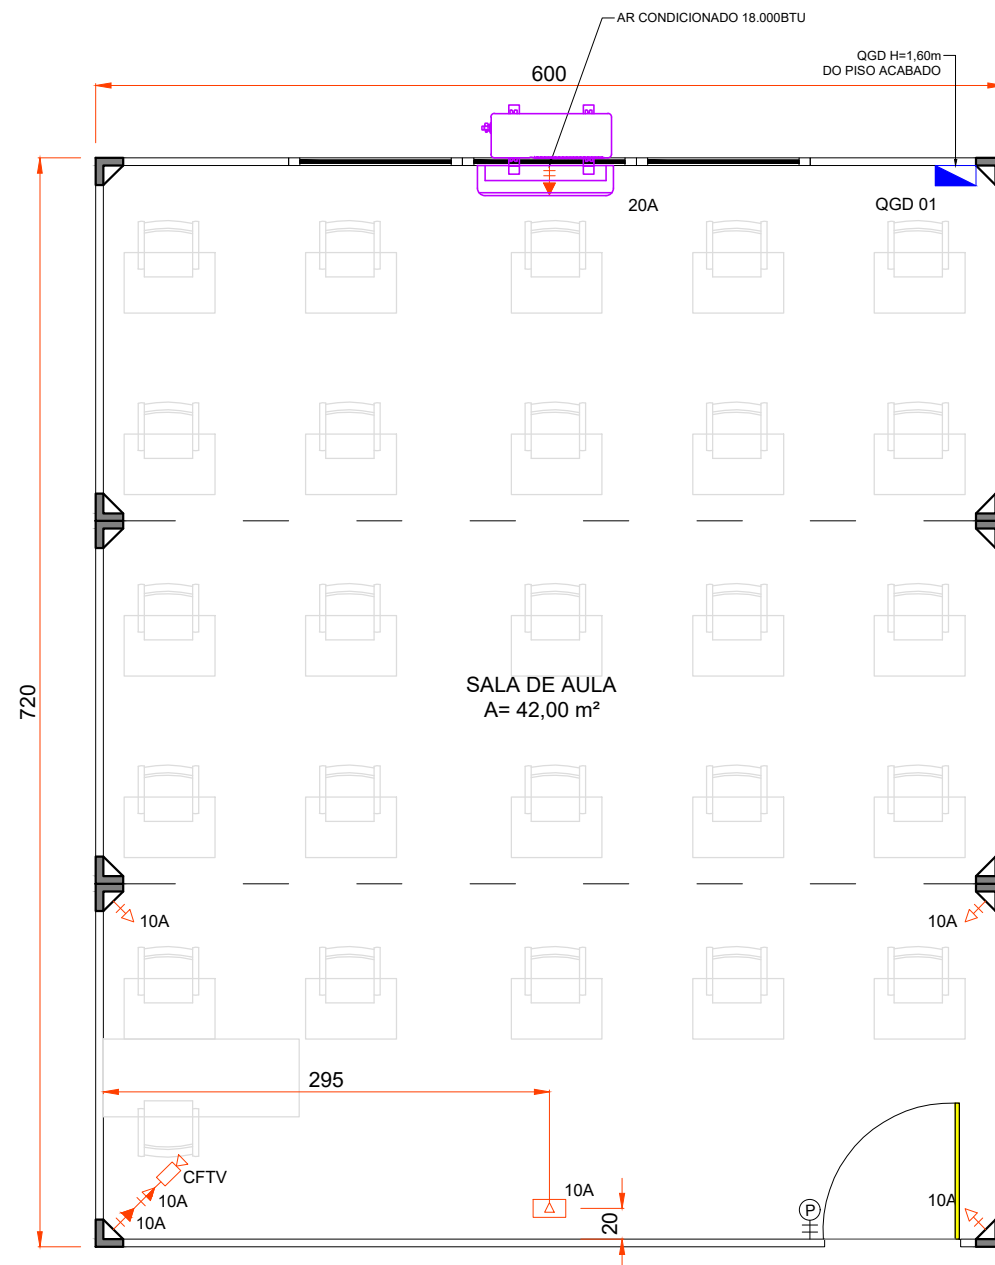 AR CONDICIONADO 18.000BTU
QGD H=1,60m
DO PISO ACABADO
600
20A
QGD 01
720
SALA DE AULA
A= 42,00 m²
10A
10A
295
CFTV
10A
10A
10A
20
P
10A